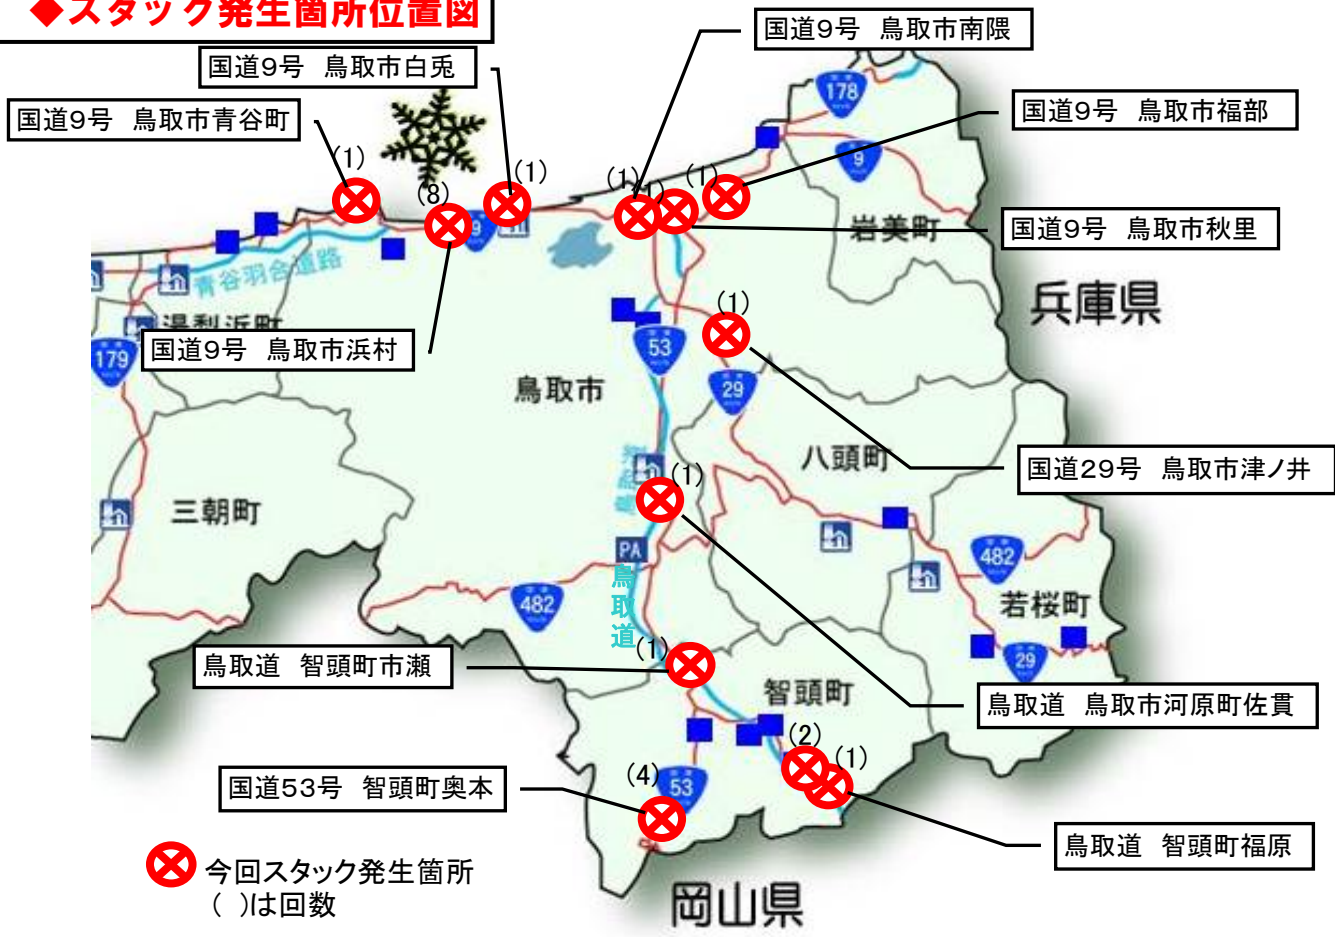 ◆スタック発生箇所位置図
国道9号 鳥取市南隈
国道9号 鳥取市白兎
国道9号 鳥取市青谷町
国道9号 鳥取市福部
178
9
(1)
(8)
(1)
(1)
(1)
9
岩美町
国道9号 鳥取市秋里
青谷羽合道路
兵庫県
湯梨浜町
(1)
国道9号 鳥取市浜村
179
53
29
鳥取市
八頭町
国道29号 鳥取市津ノ井
(1)
三朝町
PA
鳥取道
482
482
若桜町
29
(1)
鳥取道 智頭町市瀬
智頭町
鳥取道 鳥取市河原町佐貫
(2)
(1)
国道53号 智頭町奥本
(4)
53
鳥取道 智頭町福原
今回スタック発生箇所
( )は回数
岡山県